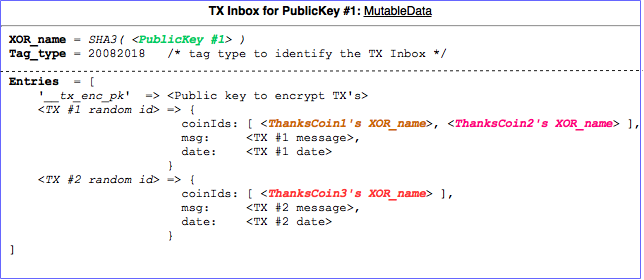 TX Inbox for PublicKey #1: MutableData
XOR_name = SHA3( <PublicKey #1> )
Tag_type = 20082018 /* tag type to identify the TX Inbox */
Entries = [
'__tx_enc_pk' => <Public key to encrypt TX's>
<TX #1 random id> => {
coinIds: [ <ThanksCoin1's XOR_name>, <ThanksCoin2's XOR_name> ],
msg: <TX #1 message>,
date: <TX #1 date>
}
<TX #2 random id> => {
coinIds: [ <ThanksCoin3's XOR_name> ],
msg: <TX #2 message>,
date: <TX #2 date>
}
]